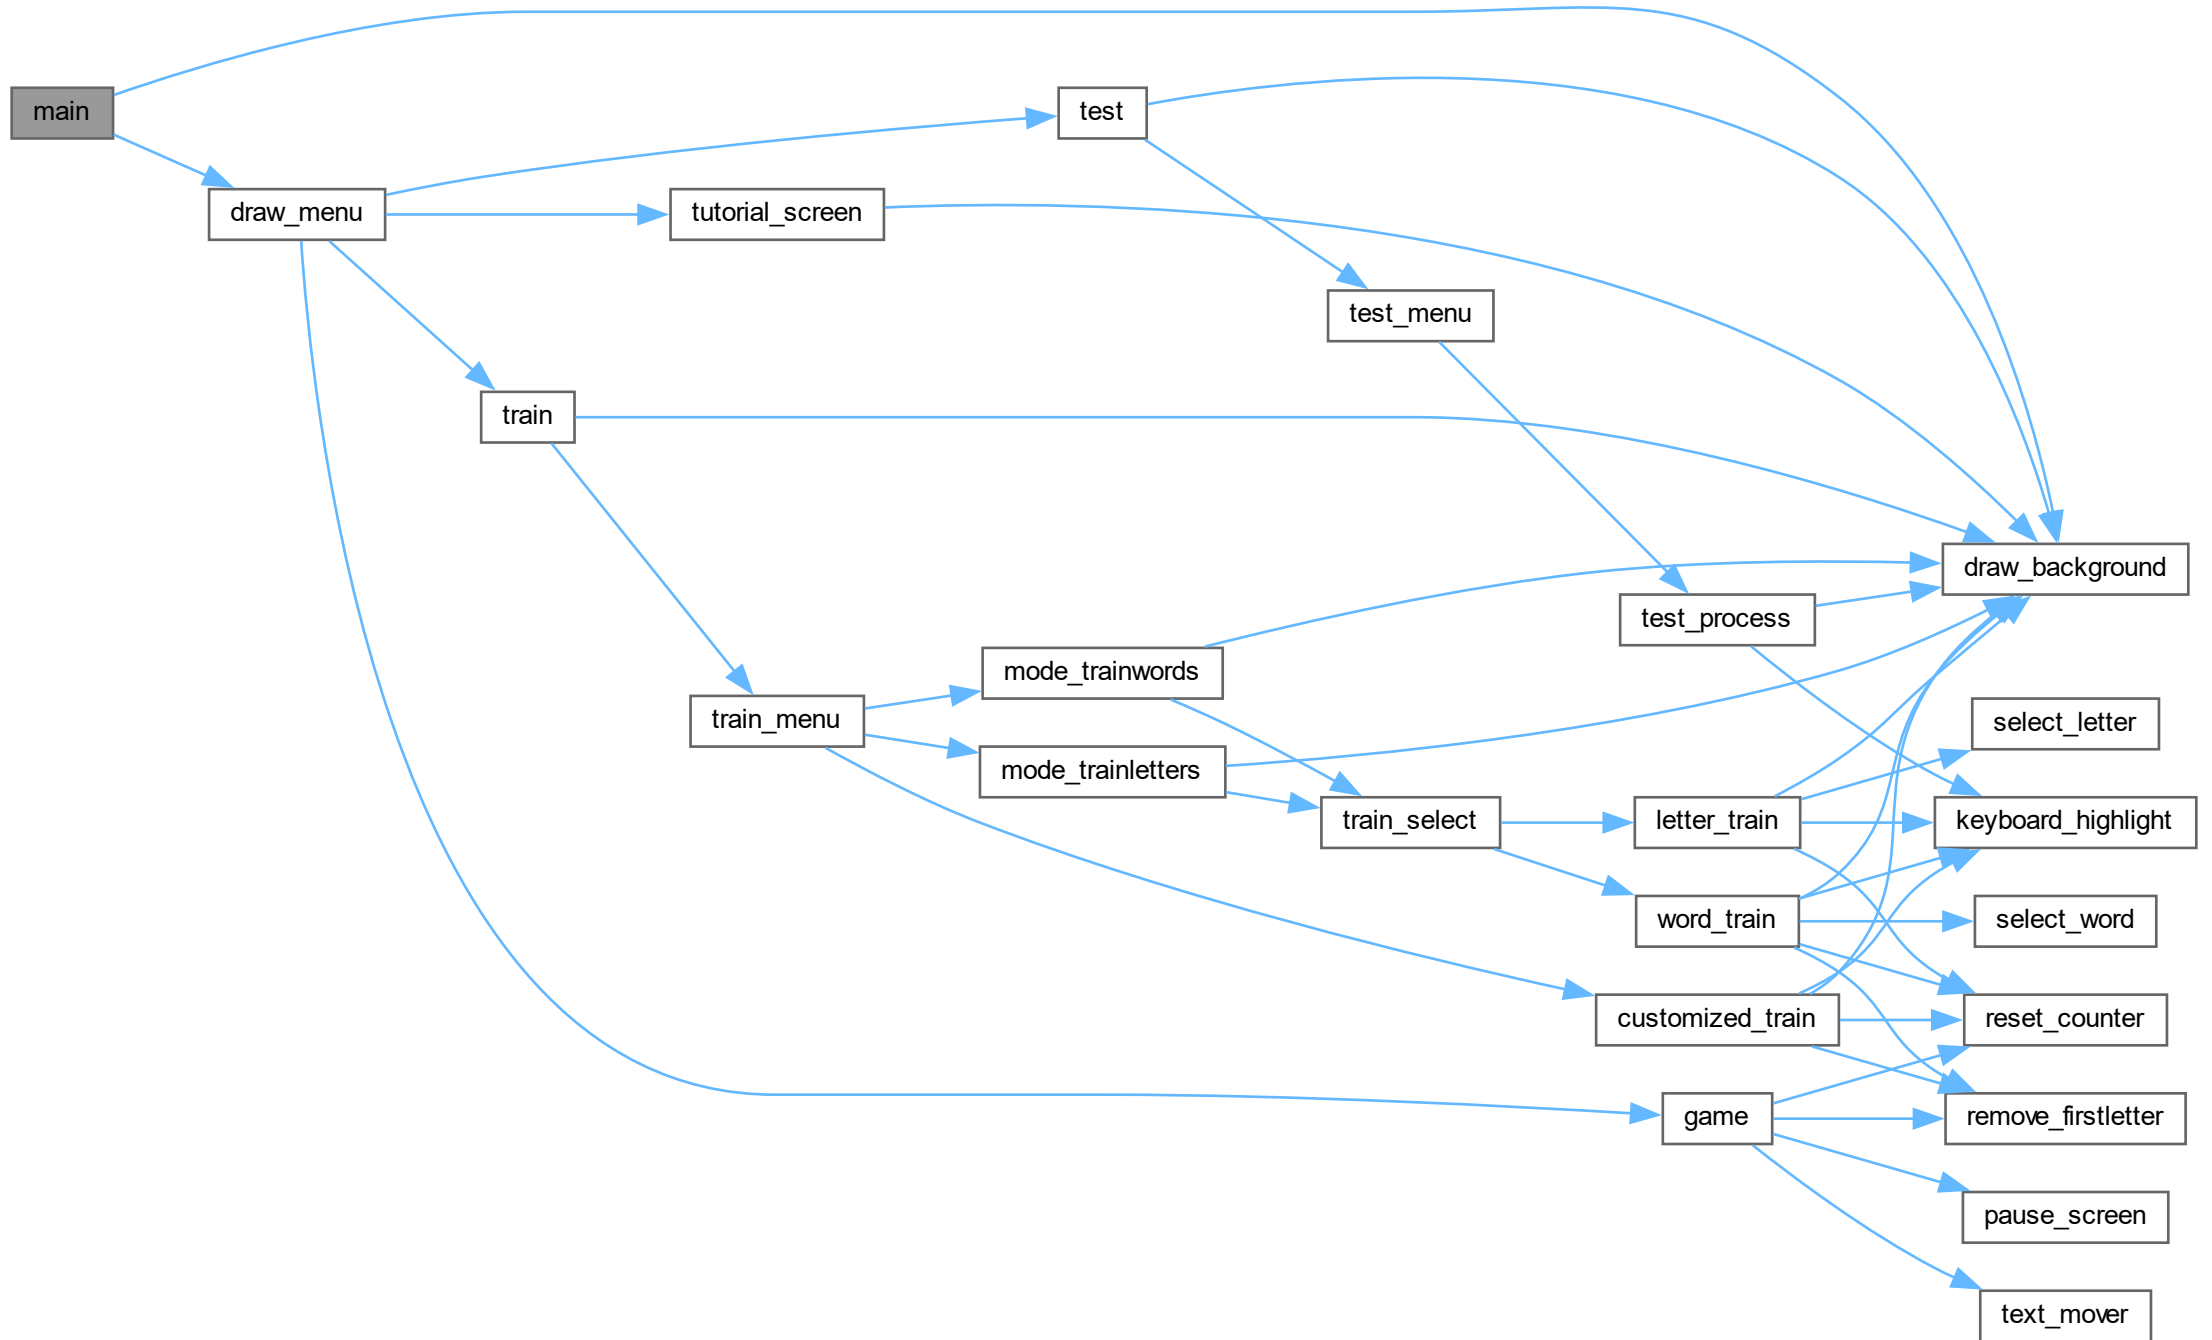 main
test
draw_menu
tutorial_screen
test_menu
train
draw_background
test_process
mode_trainwords
train_menu
select_letter
mode_trainletters
train_select
letter_train
keyboard_highlight
word_train
select_word
customized_train
reset_counter
game
remove_firstletter
pause_screen
text_mover